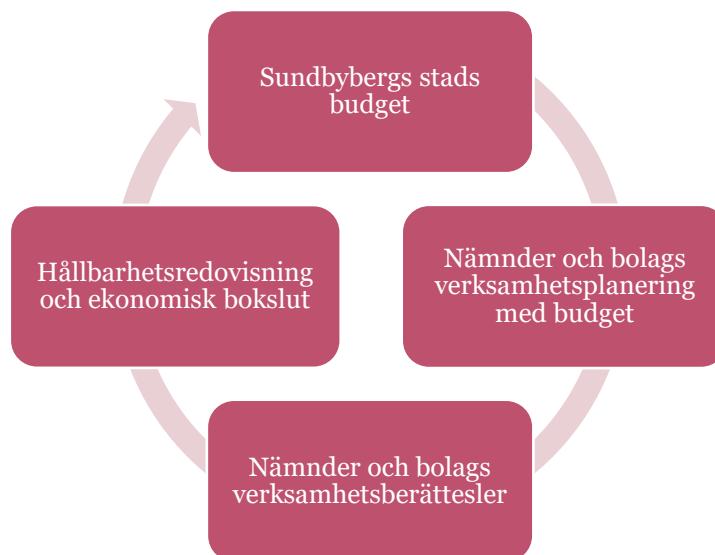 Sundbybergs stads
budget
Nämnder och bolags
verksamhetsplanering
med budget
Nämnder och bolags
verksamhetsberättesler
Hållbarhetsredovisning
och ekonomisk bokslut